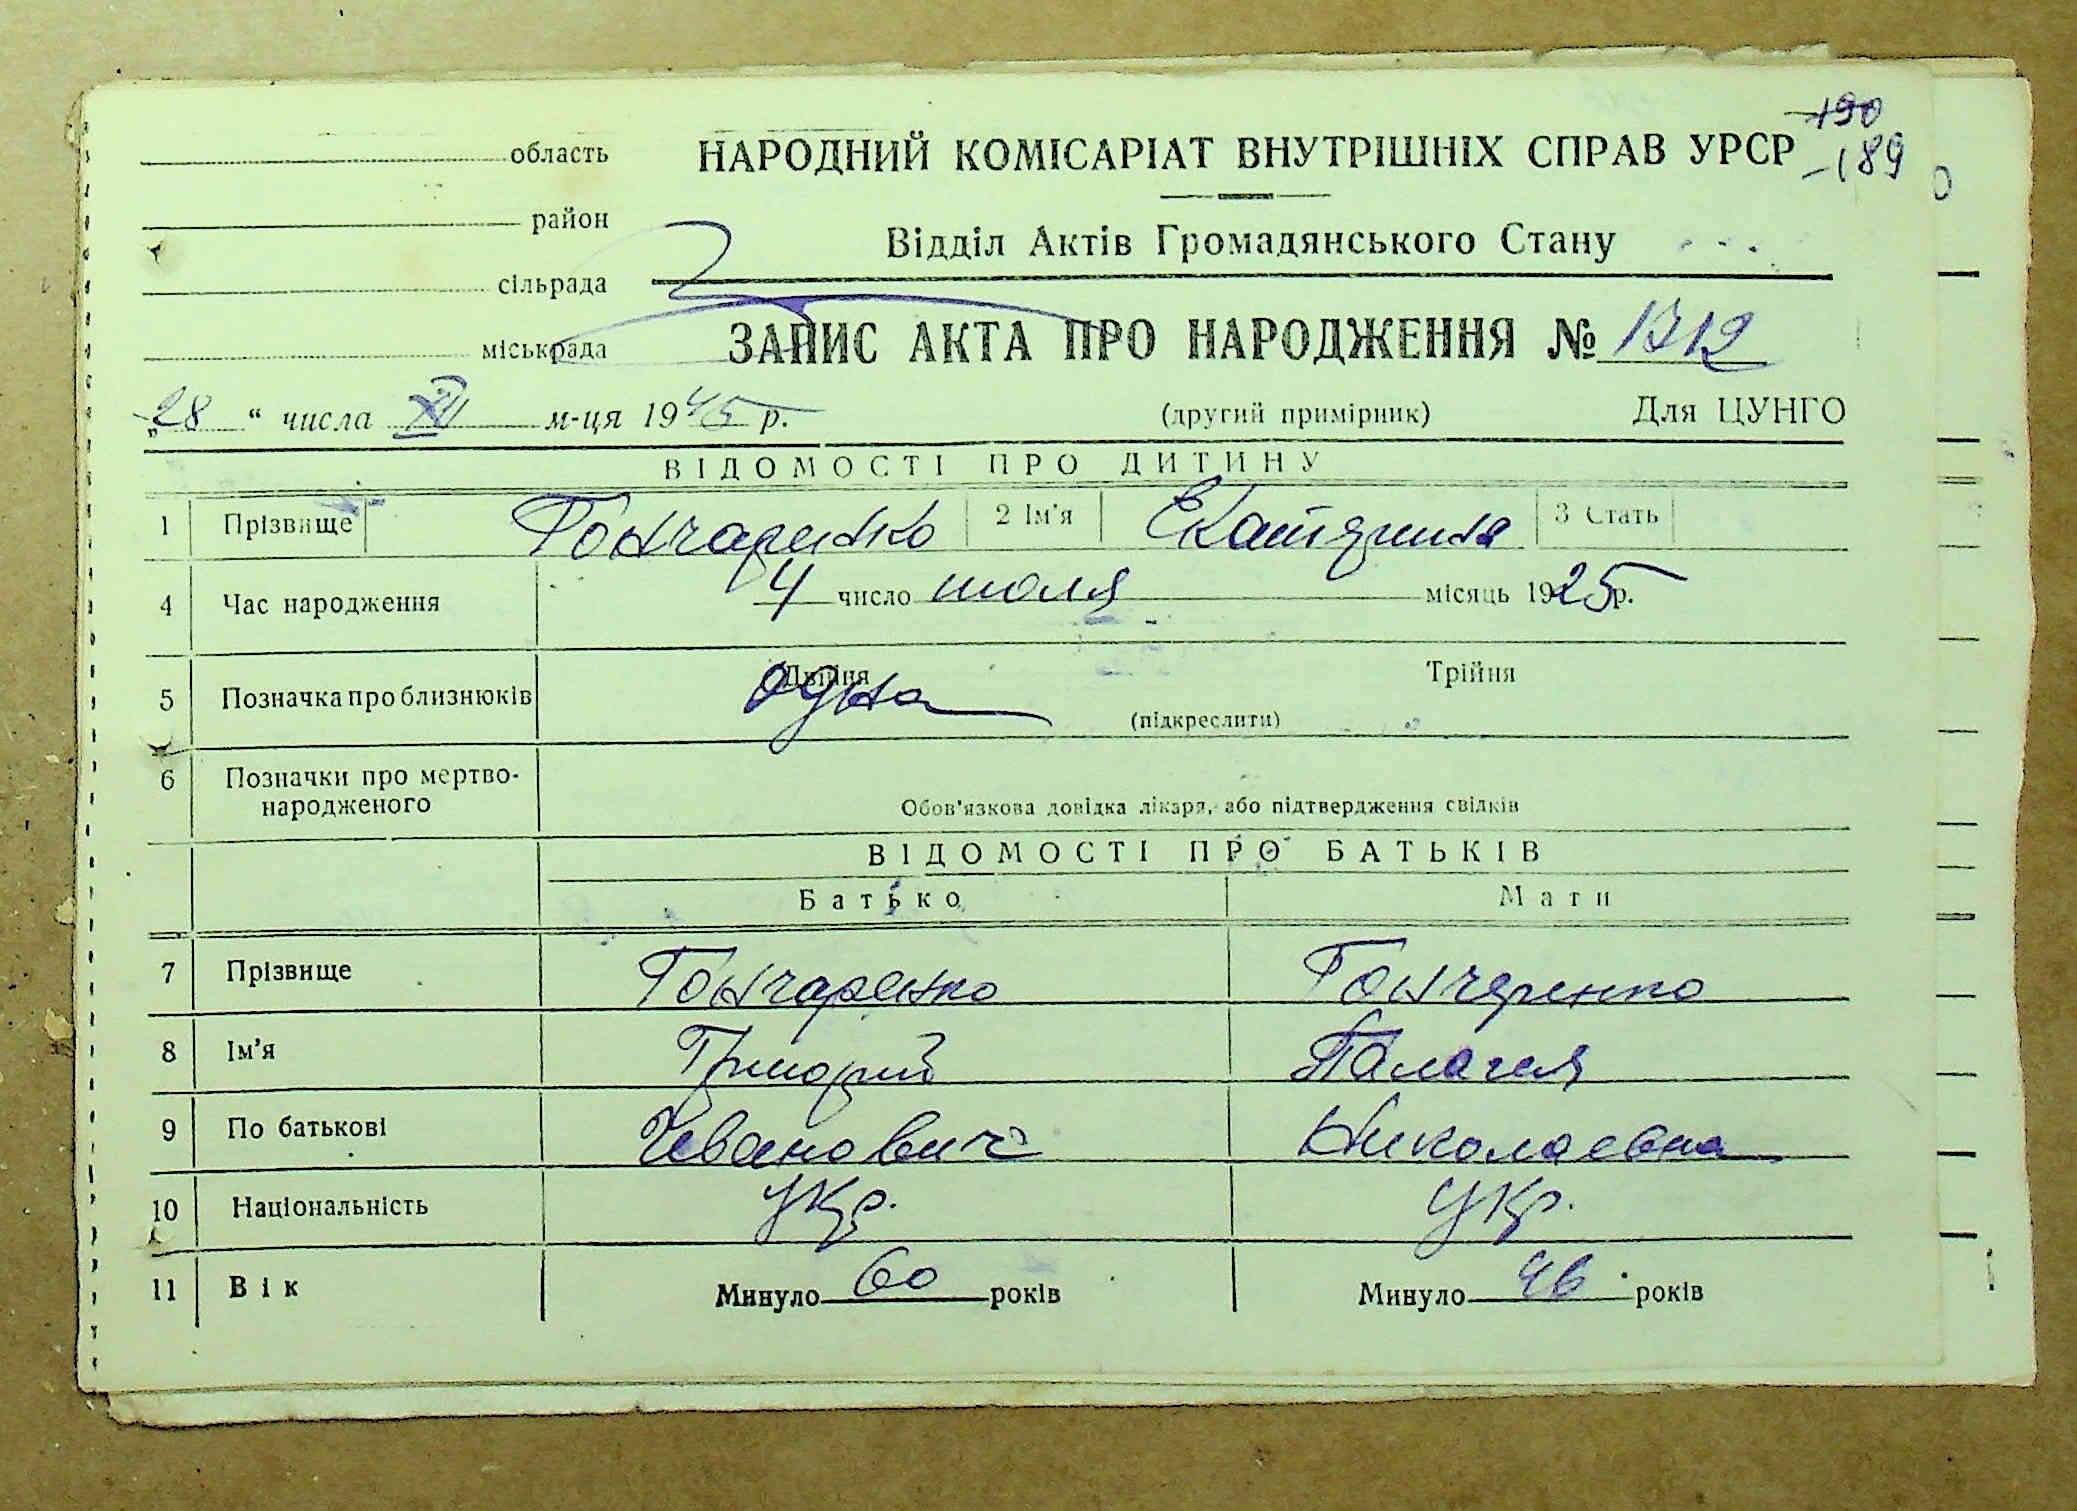 190
189
область НАРОДНИЙ КОМІСАРІАТ ВНУТРІШНІХ СПРАВ УРСР
район
Відділ Актів Громадянського Стану
сільрада
міськрада ЗАПИС АКТА ПРО НАРОДЖЕННЯ № 1712
„28“ числа XII м-ця 1945 р. (другий примірник) Для ЦУНГО
ВІДОМОСТІ ПРО ДИТИНУ
1 Прізвище Гончаренко 2 Ім'я Екатерина 3 Стать
4 Час народження 4 число июля місяць 1925 р.
5 Позначка про близнюків Двійня одна Трійня
(підкреслити)
6 Позначки про мертво-
народженого
Обов'язкова довідка лікаря, або підтвердження свідків
ВІДОМОСТІ ПРО БАТЬКІВ
Батько Мати
7 Прізвище Гончаренко Гончаренко
8 Ім'я Григорий Палагея
9 По батькові Иванович Николаевна
10 Національність Укр. Укр.
11 Вік Минуло 60 років Минуло 46 років